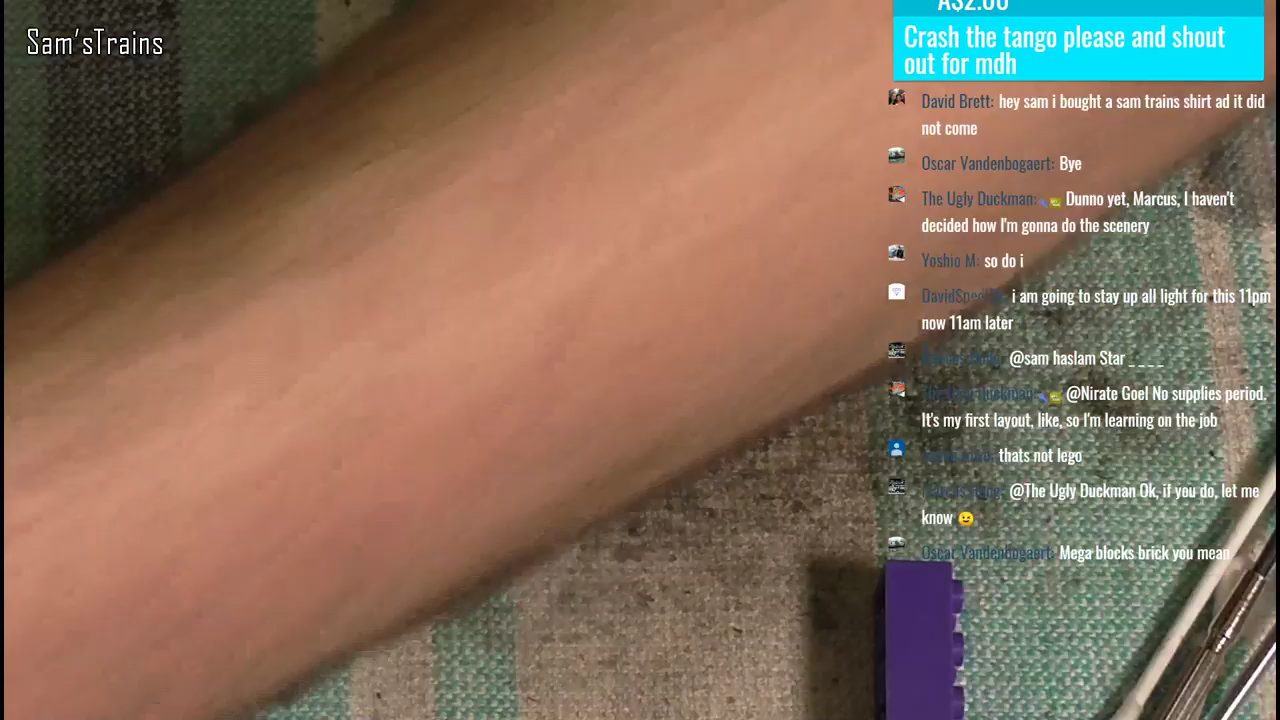 Sam'sTrains
A$2.00
Crash the tango please and shout
out for mdh
David Brett: hey sam i bought a sam trains shirt ad it did
not come
Oscar Vandenbogaert: Bye
The Ugly Duckman: Dunno yet, Marcus, I haven't
decided how I'm gonna do the scenery
Yoshio M: so do i
i am going to stay up all light for this 11pm
now 11am later
@sam haslam Star _ _ _ _
The Ugly Duckman: @Nirate Goel No supplies period.
It's my first layout, like, so I'm learning on the job
thats not lego
@The Ugly Duckman Ok, if you do, let me
know 😉
Oscar Vandenbogaert: Mega blocks brick you mean